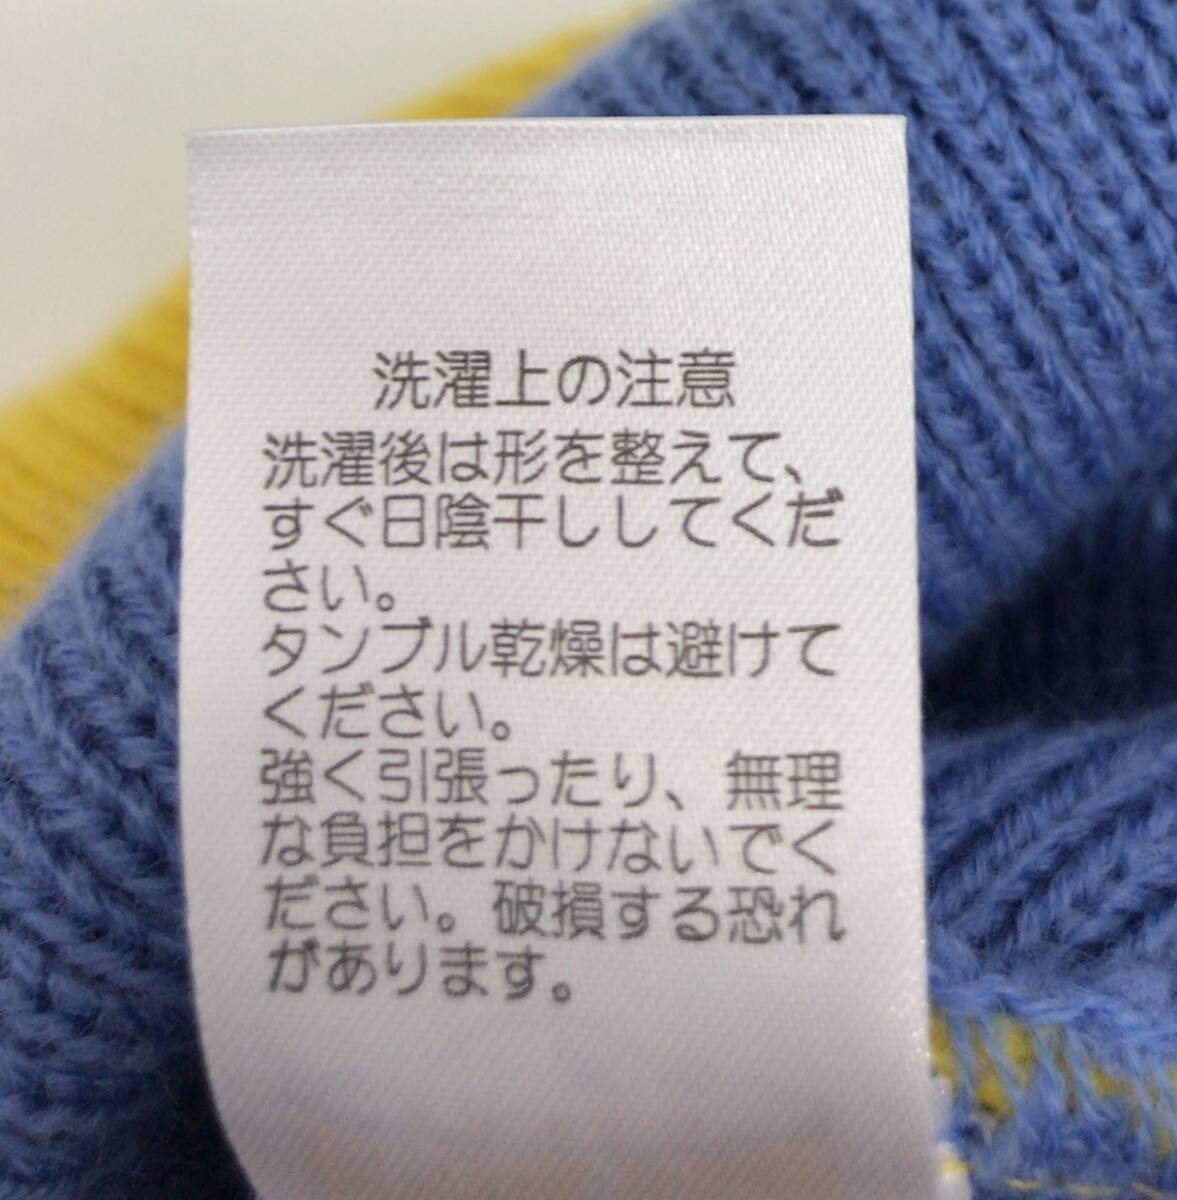 洗濯上の注意
洗濯後は形を整えて、
すぐ日陰干ししてくだ
さい。
タンブル乾燥は避けて
ください。
強く引張ったり、無理
な負担をかけないでく
ださい。破損する恐れ
があります。